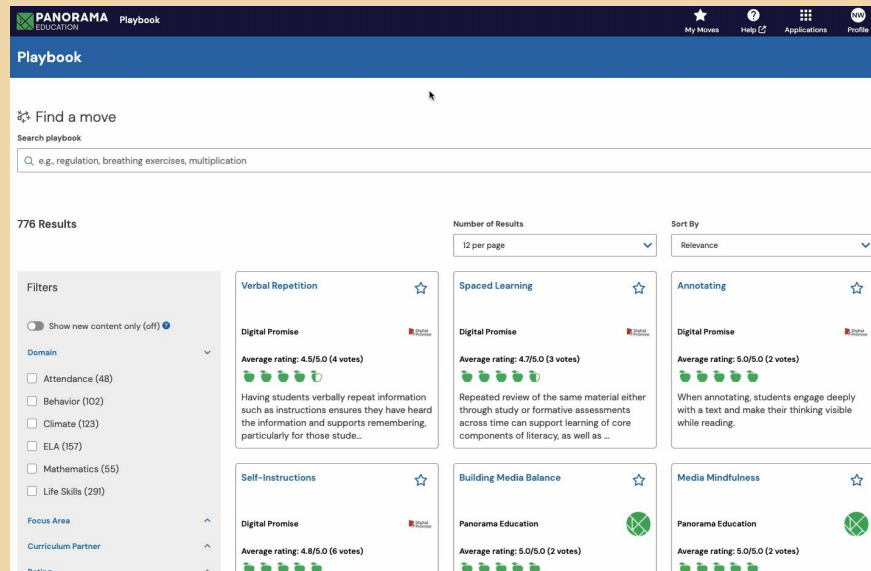 PANORAMA
EDUCATION
Playbook
My Moves
Help
Applications
NW
Profile
Playbook
Find a move
Search playbook
e.g., regulation, breathing exercises, multiplication
776 Results
Number of Results
12 per page
Sort By
Relevance
Filters
Show new content only (off) ?
Domain
Attendance (48)
Behavior (102)
Climate (123)
ELA (157)
Mathematics (55)
Life Skills (291)
Focus Area
Curriculum Partner
Rating
Verbal Repetition
Digital Promise
Digital Promise
Average rating: 4.5/5.0 (4 votes)
Having students verbally repeat information
such as instructions ensures they have heard
the information and supports remembering,
particularly for those stude...
Spaced Learning
Digital Promise
Digital Promise
Average rating: 4.7/5.0 (3 votes)
Repeated review of the same material either
through study or formative assessments
across time can support learning of core
components of literacy, as well as ...
Annotating
Digital Promise
Digital Promise
Average rating: 5.0/5.0 (2 votes)
When annotating, students engage deeply
with a text and make their thinking visible
while reading.
Self-Instructions
Digital Promise
Digital Promise
Average rating: 4.8/5.0 (6 votes)
Building Media Balance
Panorama Education
Average rating: 5.0/5.0 (2 votes)
Media Mindfulness
Panorama Education
Average rating: 5.0/5.0 (2 votes)